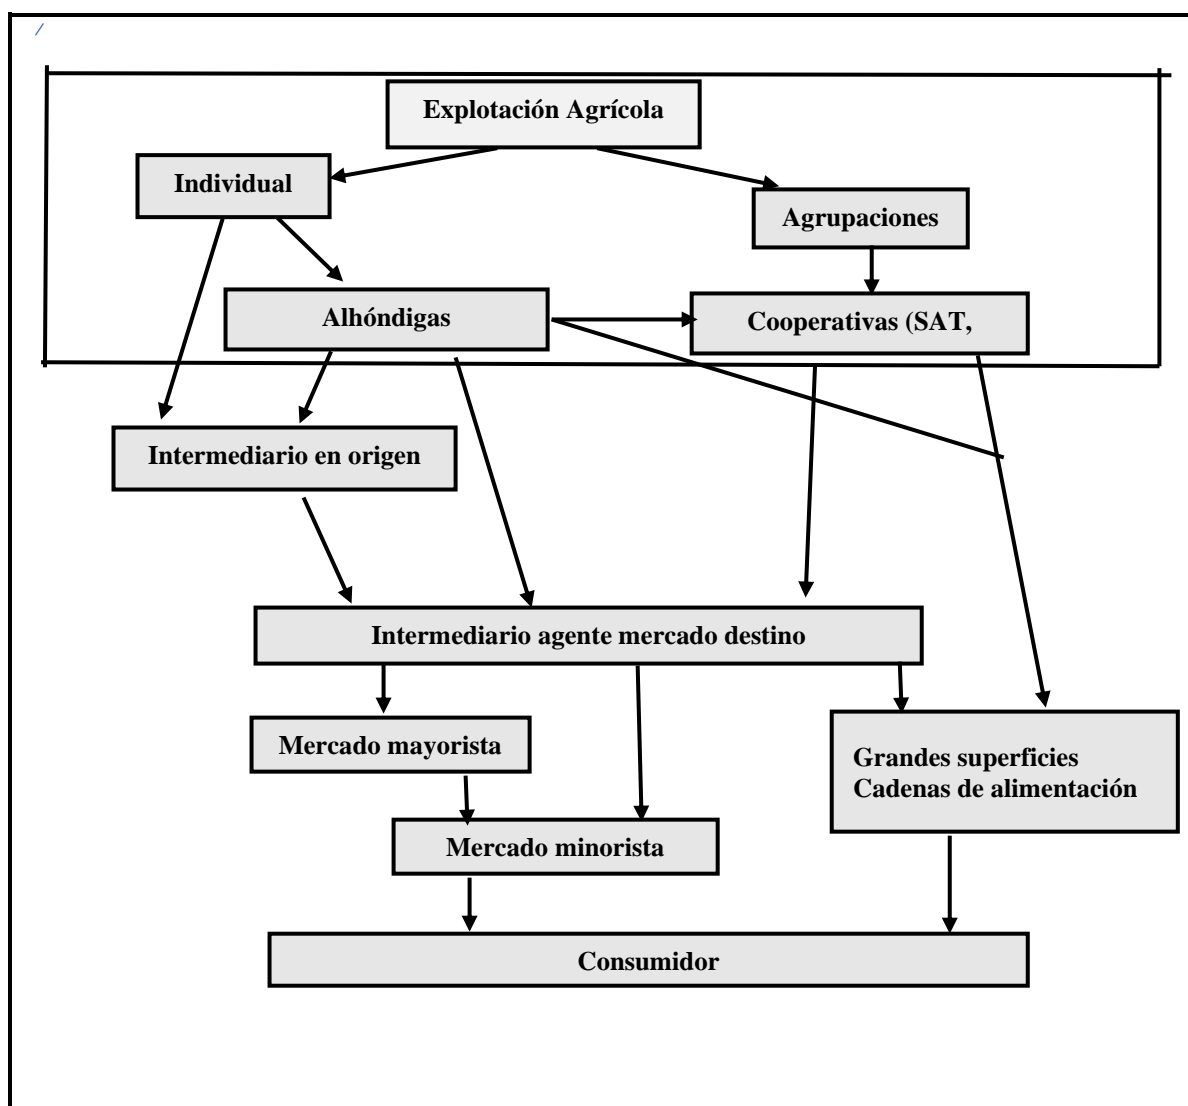 Explotación Agrícola
Individual
Agrupaciones
Alhóndigas
Cooperativas (SAT,
Intermediario en origen
Intermediario agente mercado destino
Mercado mayorista
Grandes superficies
Cadenas de alimentación
Mercado minorista
Consumidor